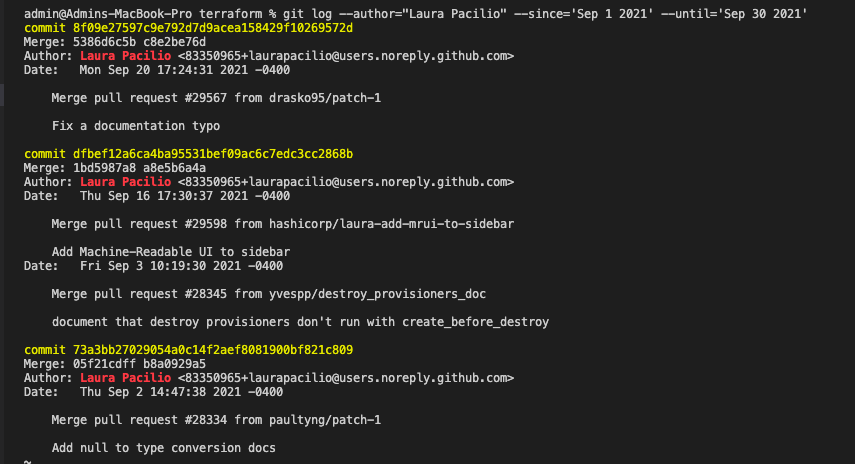 admin@Admins-MacBook-Pro terraform % git log --author="Laura Pacilio" --since='Sep 1 2021' --until='Sep 30 2021'
commit 8f09e27597c9e792d7d9acea158429f10269572d
Merge: 5386d6c5b c8e2be76d
Author: Laura Pacilio <83350965+laurapacilio@users.noreply.github.com>
Date:   Mon Sep 20 17:24:31 2021 -0400
Merge pull request #29567 from drasko95/patch-1
Fix a documentation typo
commit dfbef12a6ca4ba95531bef09ac6c7edc3cc2868b
Merge: 1bd5987a8 a8e5b6a4a
Author: Laura Pacilio <83350965+laurapacilio@users.noreply.github.com>
Date:   Thu Sep 16 17:30:37 2021 -0400
Merge pull request #29598 from hashicorp/laura-add-mrui-to-sidebar
Add Machine-Readable UI to sidebar
Date:   Fri Sep 3 10:19:30 2021 -0400
Merge pull request #28345 from yvespp/destroy_provisioners_doc
document that destroy provisioners don't run with create_before_destroy
commit 73a3bb27029054a0c14f2aef8081900bf821c809
Merge: 05f21cdff b8a0929a5
Author: Laura Pacilio <83350965+laurapacilio@users.noreply.github.com>
Date:   Thu Sep 2 14:47:38 2021 -0400
Merge pull request #28334 from paultyng/patch-1
Add null to type conversion docs
~